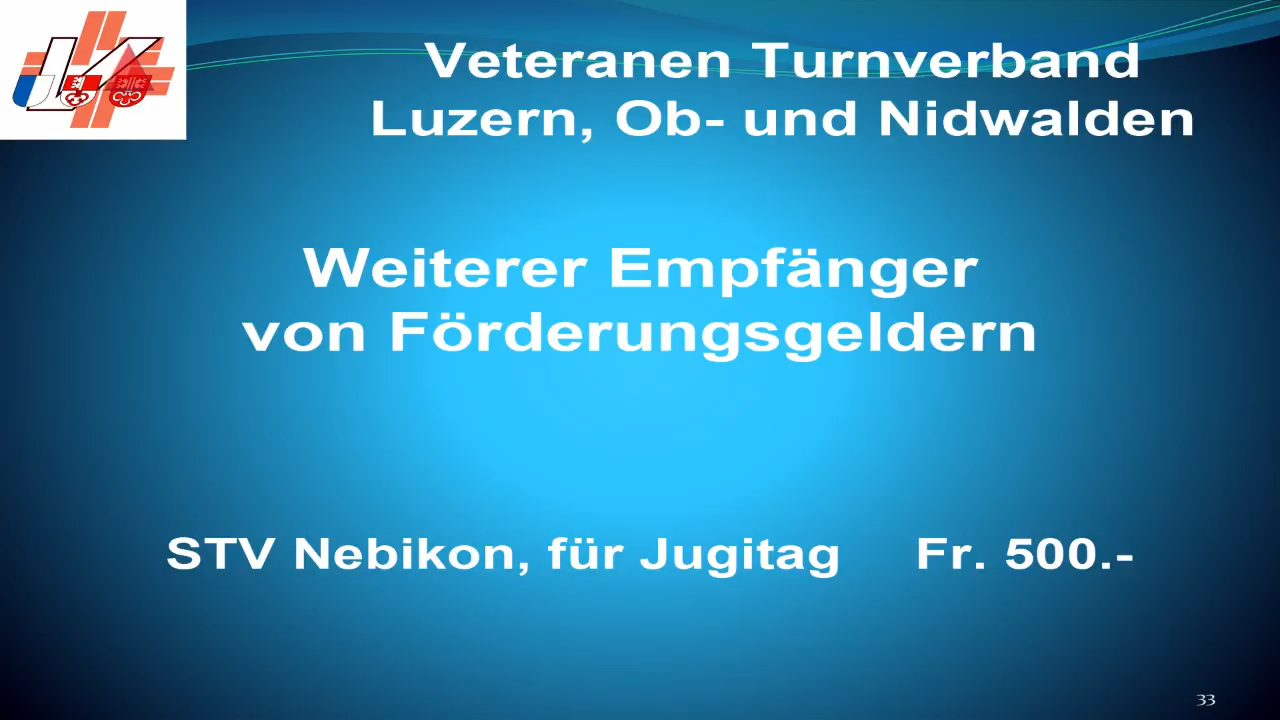 Veteranen Turnverband
Luzern, Ob- und Nidwalden
Weiterer Empfänger
von Förderungsgeldern
STV Nebikon, für Jugitag Fr. 500.-
33